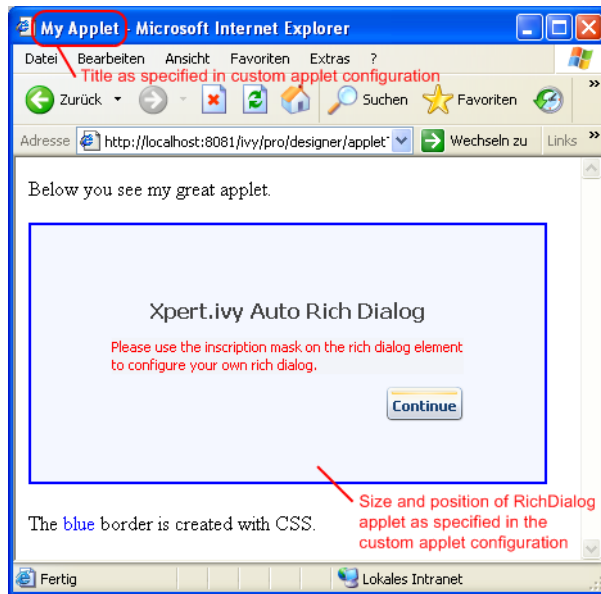 My Applet - Microsoft Internet Explorer
Datei Bearbeiten Ansicht Favoriten Extras ?
Title as specified in custom applet configuration
Zurück Suchen Favoriten »
Adresse http://localhost:8081/ivy/pro/designer/applet Wechseln zu Links »
Below you see my great applet.
Xpert.ivy Auto Rich Dialog
Please use the inscription mask on the rich dialog element
to configure your own rich dialog.
Continue
Size and position of RichDialog
applet as specified in the
custom applet configuration
The blue border is created with CSS.
Fertig Lokales Intranet